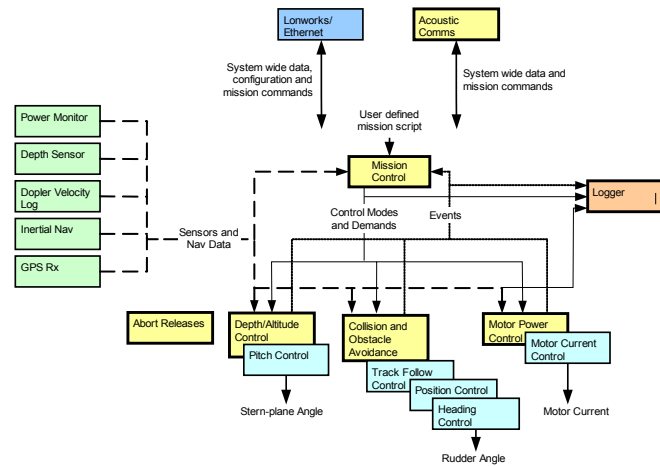 Lonworks/
Ethernet
Acoustic
Comms
System wide data,
configuration and
mission commands
System wide data and
mission commands
Power Monitor
Depth Sensor
Dopler Velocity
Log
Inertial Nav
GPS Rx
User defined
mission script
Mission
Control
Logger
Control Modes
and Demands
Events
Sensors and
Nav Data
Abort Releases
Depth/Altitude
Control
Pitch Control
Collision and
Obstacle
Avoidance
Track Follow
Control
Position Control
Heading
Control
Motor Power
Control
Motor Current
Control
Stern-plane Angle
Rudder Angle
Motor Current